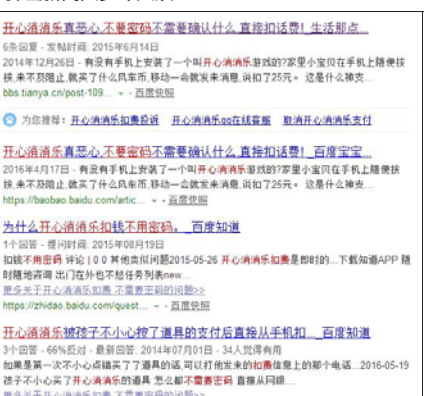 开心消消乐真恶心,不要密码不需要确认什么,直接扣话费!_生活那点...
6条回复 - 发帖时间: 2015年6月14日
2014年12月26日 - 有没有手机上安装了一个叫开心消消乐游戏的?家里小宝贝在手机上随便挨
挨,来不及阻止,就买了什么风车币,移动一会就发来消息,说扣了25元。 这是什么神支...
bbs.tianya.cn/post-109... - 百度快照
为您推荐: 开心消消乐扣费投诉 开心消消乐qq在线客服 取消开心消消乐支付
开心消消乐真恶心,不要密码不需要确认什么,直接扣话费!_百度宝宝...
2016年4月17日 - 有没有手机上安装了一个叫开心消消乐游戏的?家里小宝贝在手机上随便挨
挨,来不及阻止,就买了什么风车币,移动一会就发来消息,说扣了25元。 这是什么神支...
https://baobao.baidu.com/artic... - 百度快照
为什么开心消消乐扣钱不用密码。_百度知道
1个回答 - 提问时间: 2015年08月19日
扣钱不用密码 评论 | 0 0 其他类似问题2015-05-26 开心消消乐扣费是即时的...下载知道APP 随
时随地咨询 出门在外也不愁任务列表new...
更多关于开心消消乐扣费 不需要密码的问题>>
https://zhidao.baidu.com/quest... - 百度快照
开心消消乐被孩子不小心按了道具的支付后直接从手机扣..._百度知道
3个回答 - 66%反对 - 最新回答: 2014年07月01日 - 34人觉得有用
如果是第一次不小心点错买了了道具的话,可以打他发来的扣费信息上的那个电话...2016-05-19
孩子不小心买了开心消消乐的道具 怎么都不需要密码 直接从网银...
更多关于开心消消乐扣费 不需要密码的问题>>